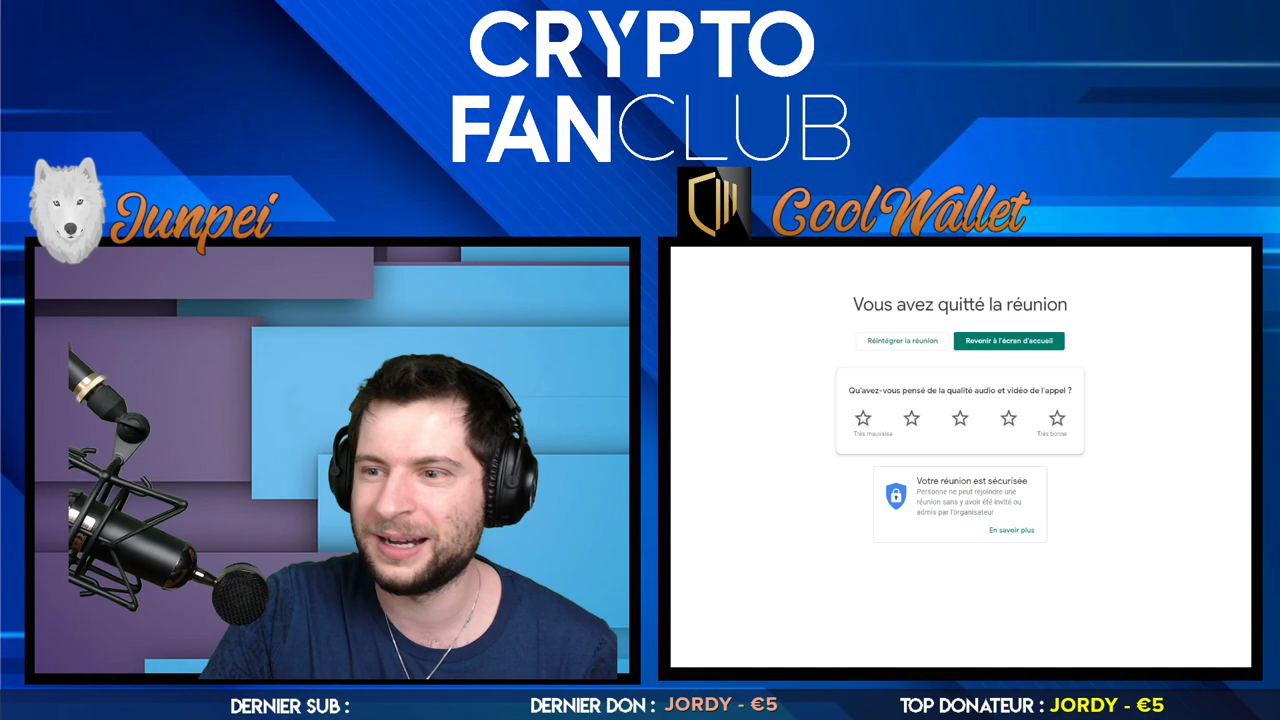 CRYPTO
FANCLUB
Junpei
CoolWallet
Vous avez quitté la réunion
Réintégrer la réunion
Revenir à l'écran d'accueil
Qu'avez-vous pensé de la qualité audio et vidéo de l'appel ?
Très mauvaise
Très bonne
Votre réunion est sécurisée
Personne ne peut rejoindre une
réunion sans y avoir été invité ou
admis par l'organisateur
En savoir plus
DERNIER SUB :
DERNIER DON : JORDY - €5
TOP DONATEUR : JORDY - €5